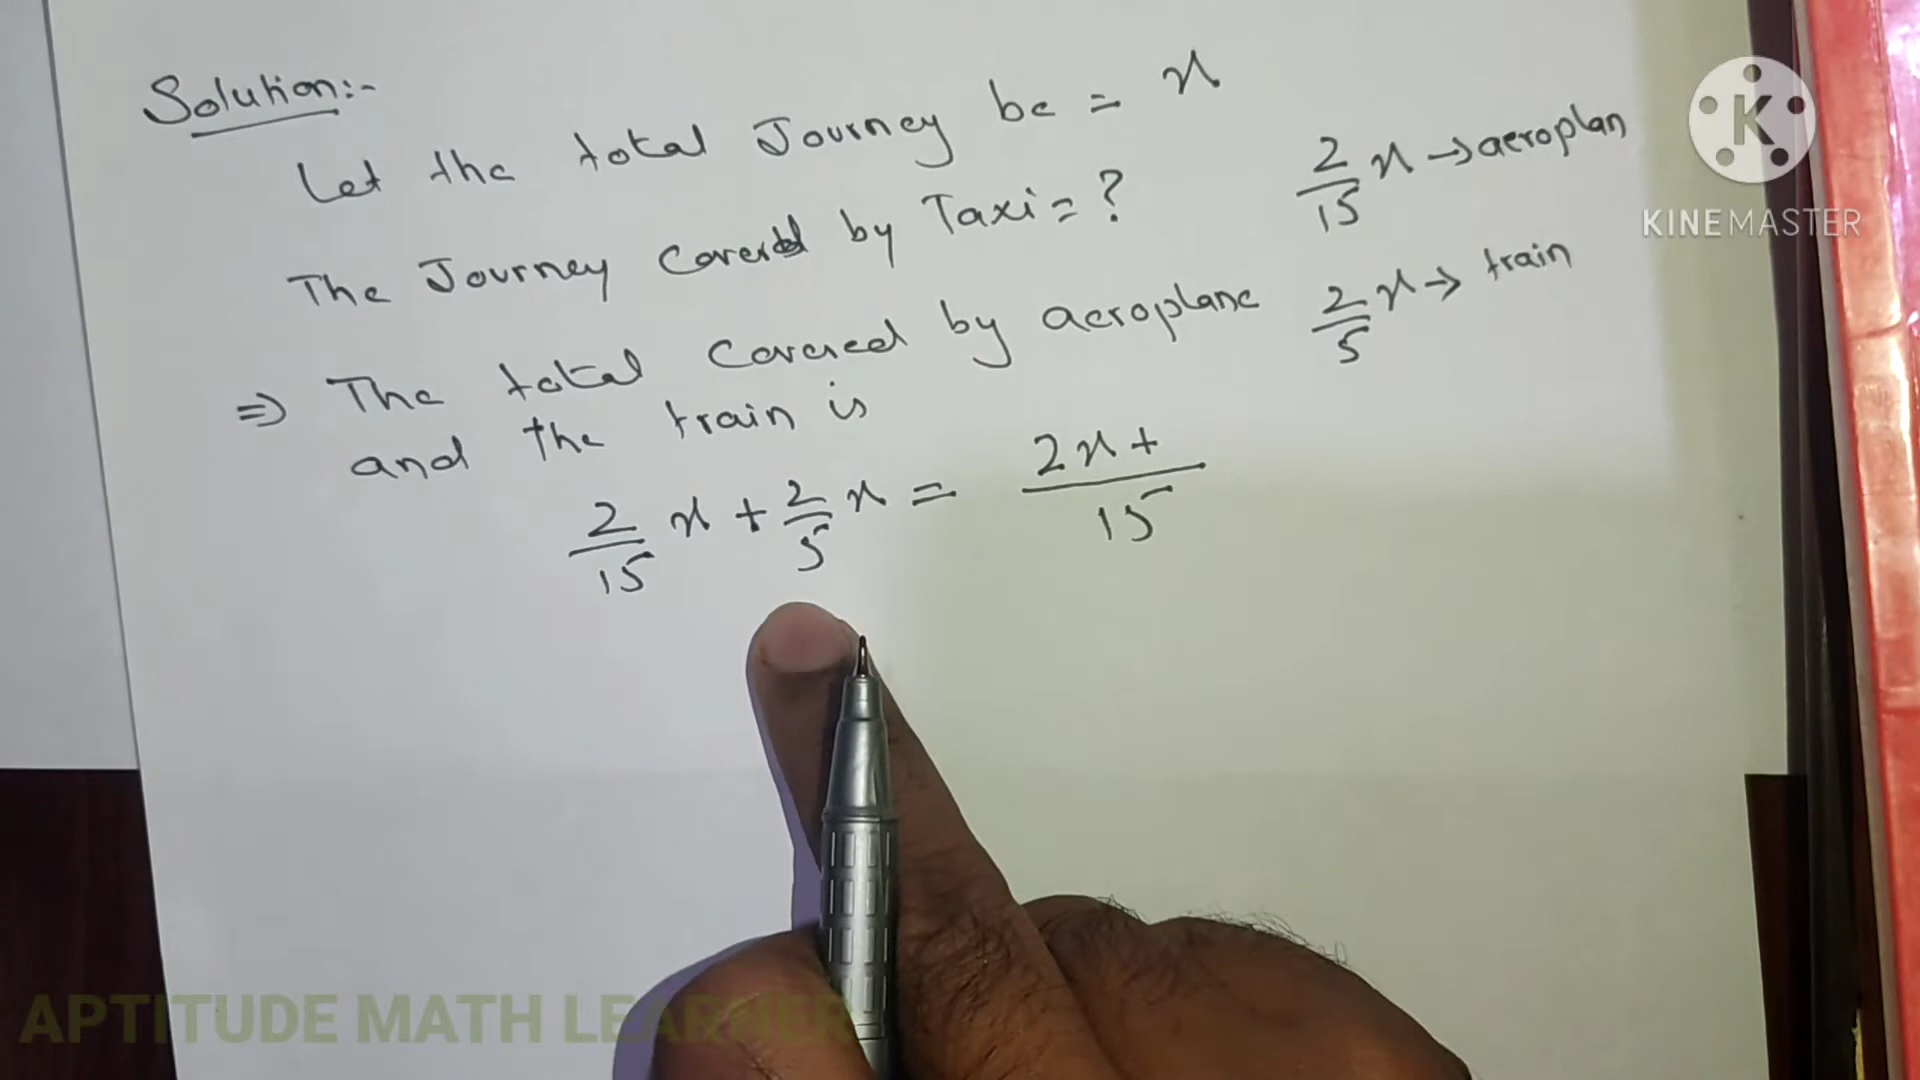 Solution:-
Let the total Journey be = x
The Journey Covered by Taxi = ?
⇒ The total Covered by aeroplane
and the train is
2/15 x + 2/5 x = 2x + / 15
2/15 x → aeroplan
2/5 x → train
K
KINEMASTER
APTITUDE MATH LEARNER